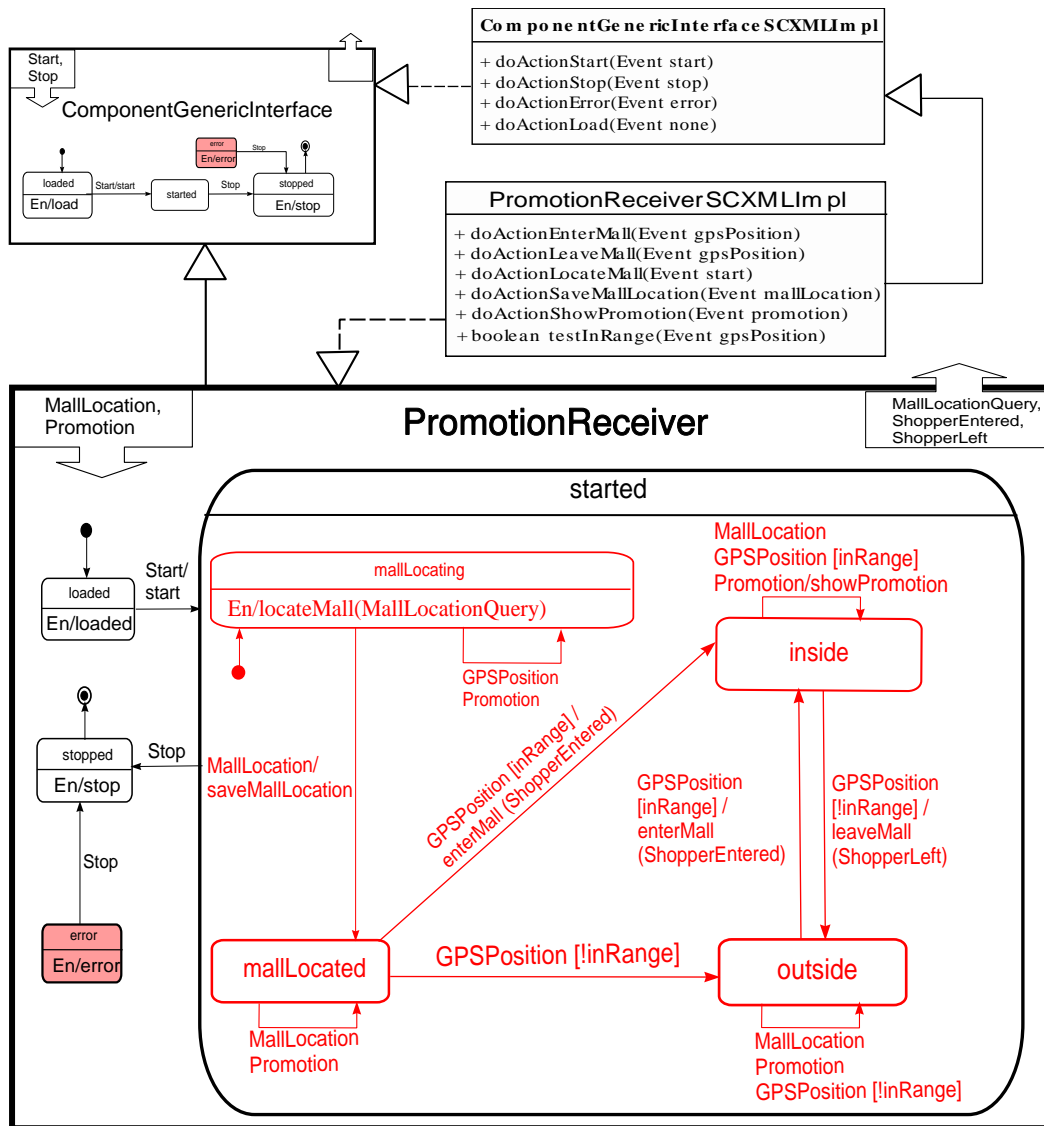 ComponentGenericInterfaceSCXMLImpl
+ doActionStart(Event start)
+ doActionStop(Event stop)
+ doActionError(Event error)
+ doActionLoad(Event none)
Start,
Stop
ComponentGenericInterface
error
En/error
Stop
loaded
En/load
Start/start
started
Stop
stopped
En/stop
PromotionReceiverSCXMLImpl
+ doActionEnterMall(Event gpsPosition)
+ doActionLeaveMall(Event gpsPosition)
+ doActionLocateMall(Event start)
+ doActionSaveMallLocation(Event mallLocation)
+ doActionShowPromotion(Event promotion)
+ boolean testInRange(Event gpsPosition)
MallLocation,
Promotion
PromotionReceiver
MallLocationQuery,
ShopperEntered,
ShopperLeft
started
loaded
En/loaded
Start/
start
mallLocating
En/locateMall(MallLocationQuery)
GPSPosition
Promotion
MallLocation
GPSPosition [inRange]
Promotion/showPromotion
inside
stopped
En/stop
Stop
MallLocation/
saveMallLocation
GPSPosition [inRange] /
enterMall (ShopperEntered)
GPSPosition
[inRange] /
enterMall
(ShopperEntered)
GPSPosition
[!inRange] /
leaveMall
(ShopperLeft)
Stop
error
En/error
mallLocated
GPSPosition [!inRange]
outside
MallLocation
Promotion
MallLocation
Promotion
GPSPosition [!inRange]